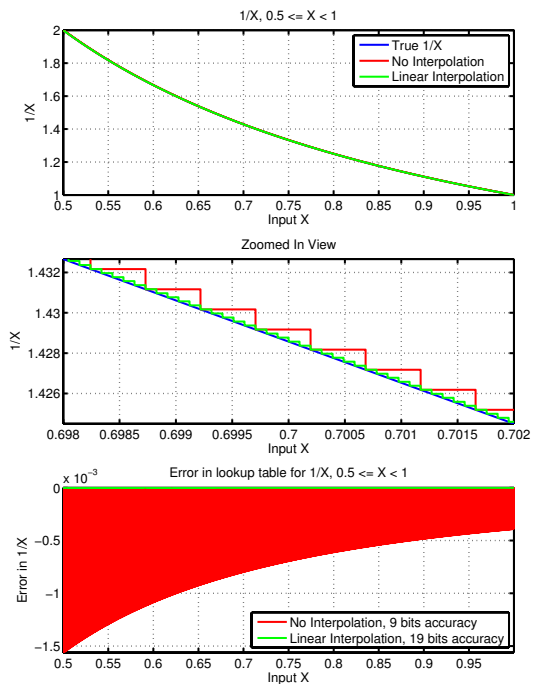 1/X, 0.5 <= X < 1
True 1/X
No Interpolation
Linear Interpolation
1/X
2
1.8
1.6
1.4
1.2
1
0.5 0.55 0.6 0.65 0.7 0.75 0.8 0.85 0.9 0.95 1
Input X
Zoomed In View
1/X
1.432
1.43
1.428
1.426
0.698 0.6985 0.699 0.6995 0.7 0.7005 0.701 0.7015 0.702
Input X
Error in lookup table for 1/X, 0.5 <= X < 1
x 10^-3
Error in 1/X
0
-0.5
-1
-1.5
No Interpolation, 9 bits accuracy
Linear Interpolation, 19 bits accuracy
0.5 0.55 0.6 0.65 0.7 0.75 0.8 0.85 0.9 0.95
Input X